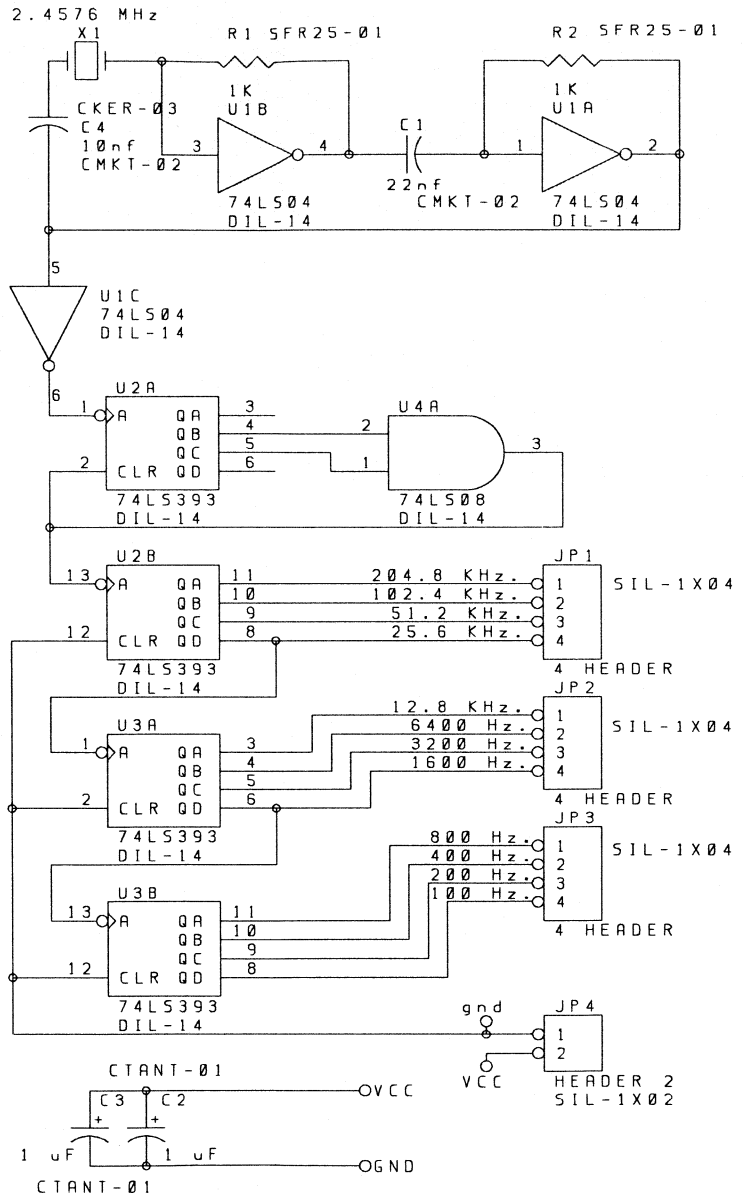 2.4576 MHz
X1
R1 SFR25-01
R2 SFR25-01
1K
U1B
1K
U1A
CKER-03
C4
10nf
CMKT-02
3
4
C1
22nf
CMKT-02
1
2
74LS04
DIL-14
74LS04
DIL-14
5
U1C
74LS04
DIL-14
6
U2A
U4A
1
A
QA
3
QB
4
QC
5
QD
6
2
CLR
2
1
3
74LS393
DIL-14
74LS08
DIL-14
U2B
JP1
13
A
QA
11
204.8 KHz.
1
SIL-1X04
QB
10
102.4 KHz.
2
QC
9
51.2 KHz.
3
12
CLR
QD
8
25.6 KHz.
4
74LS393
DIL-14
4 HEADER
U3A
JP2
1
A
QA
3
12.8 KHz.
1
SIL-1X04
QB
4
6400 Hz.
2
QC
5
3200 Hz.
3
2
CLR
QD
6
1600 Hz.
4
74LS393
DIL-14
4 HEADER
U3B
JP3
13
A
QA
11
800 Hz.
1
SIL-1X04
QB
10
400 Hz.
2
QC
9
200 Hz.
3
12
CLR
QD
8
100 Hz.
4
74LS393
DIL-14
4 HEADER
gnd
JP4
1
2
VCC
HEADER 2
SIL-1X02
CTANT-01
C3
C2
VCC
+
+
1 uF
1 uF
GND
CTANT-01